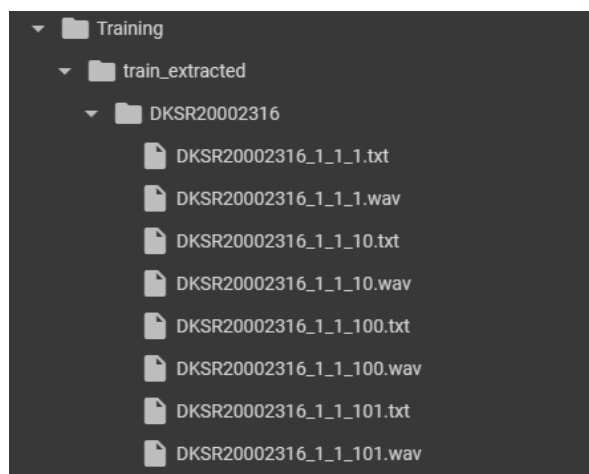 Training
train_extracted
DKSR20002316
DKSR20002316_1_1_1.txt
DKSR20002316_1_1_1.wav
DKSR20002316_1_1_10.txt
DKSR20002316_1_1_10.wav
DKSR20002316_1_1_100.txt
DKSR20002316_1_1_100.wav
DKSR20002316_1_1_101.txt
DKSR20002316_1_1_101.wav